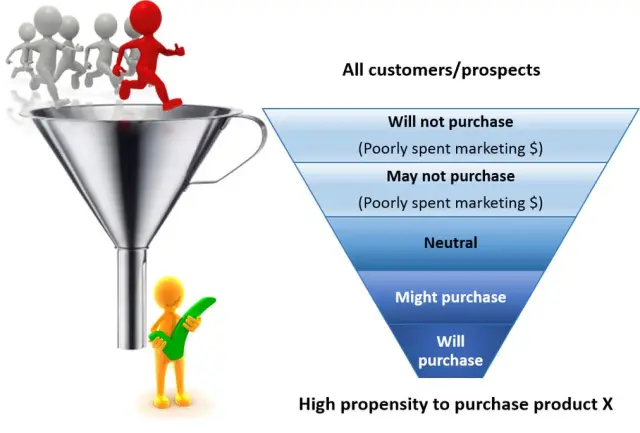 All customers/prospects
Will not purchase
(Poorly spent marketing $)
May not purchase
(Poorly spent marketing $)
Neutral
Might purchase
Will
purchase
High propensity to purchase product X